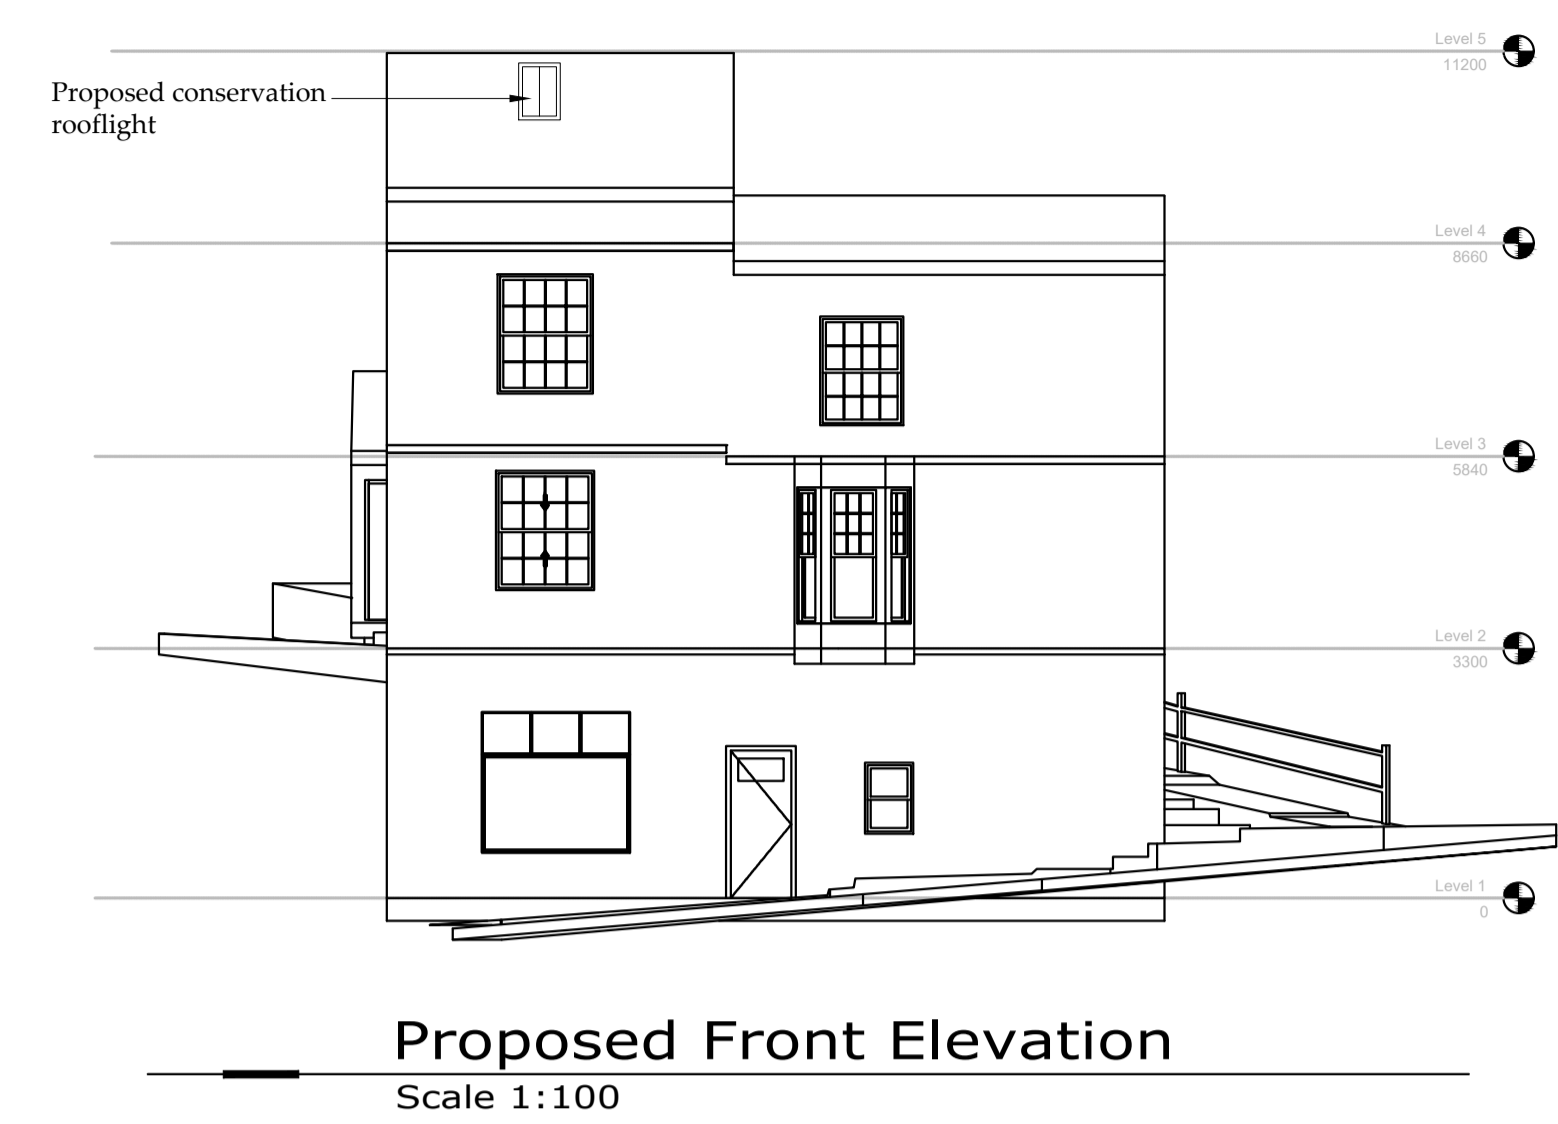 Level 5
11200
Proposed conservation
rooflight
Level 4
8660
Level 3
5840
Level 2
3300
Level 1
0
Proposed Front Elevation
Scale 1:100